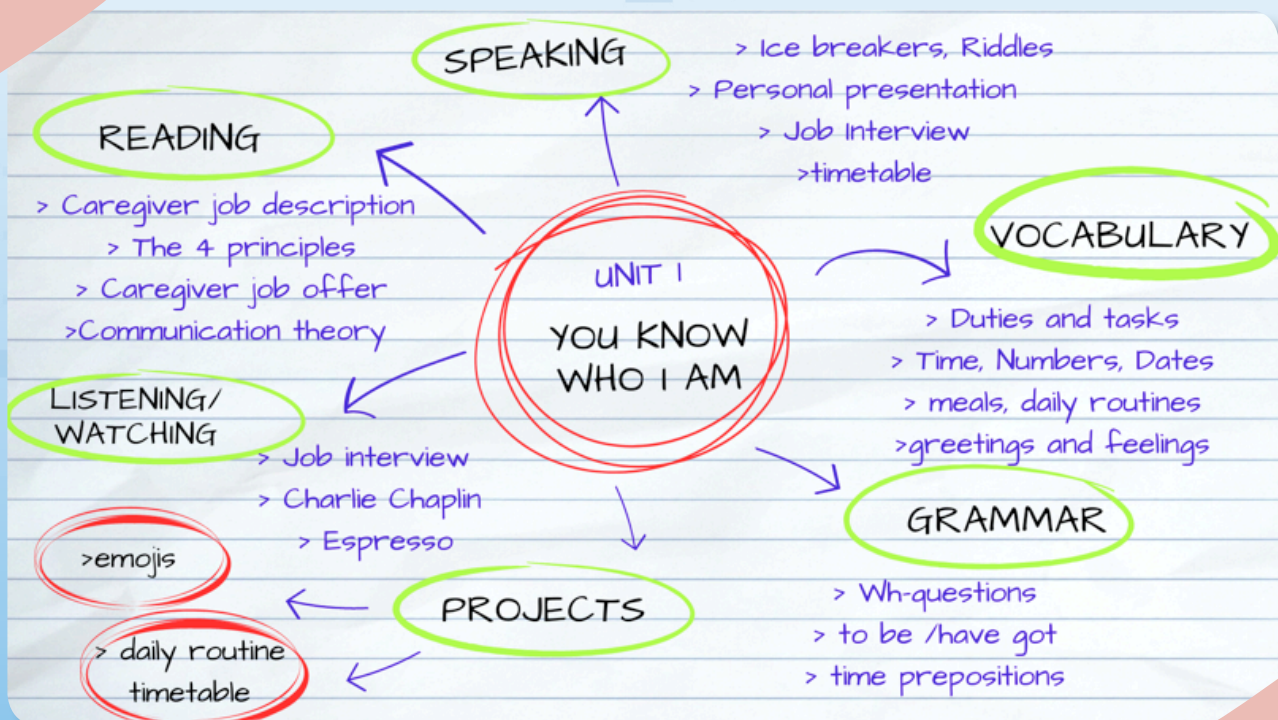 SPEAKING
> Ice breakers, Riddles
> Personal presentation
> Job Interview
>timetable
READING
> Caregiver job description
> The 4 principles
> Caregiver job offer
>Communication theory
UNIT 1
YOU KNOW
WHO I AM
VOCABULARY
> Duties and tasks
> Time, Numbers, Dates
> meals, daily routines
>greetings and feelings
LISTENING/
WATCHING
> Job interview
> Charlie Chaplin
> Espresso
GRAMMAR
> Wh-questions
> to be /have got
> time prepositions
PROJECTS
>emojis
> daily routine
timetable